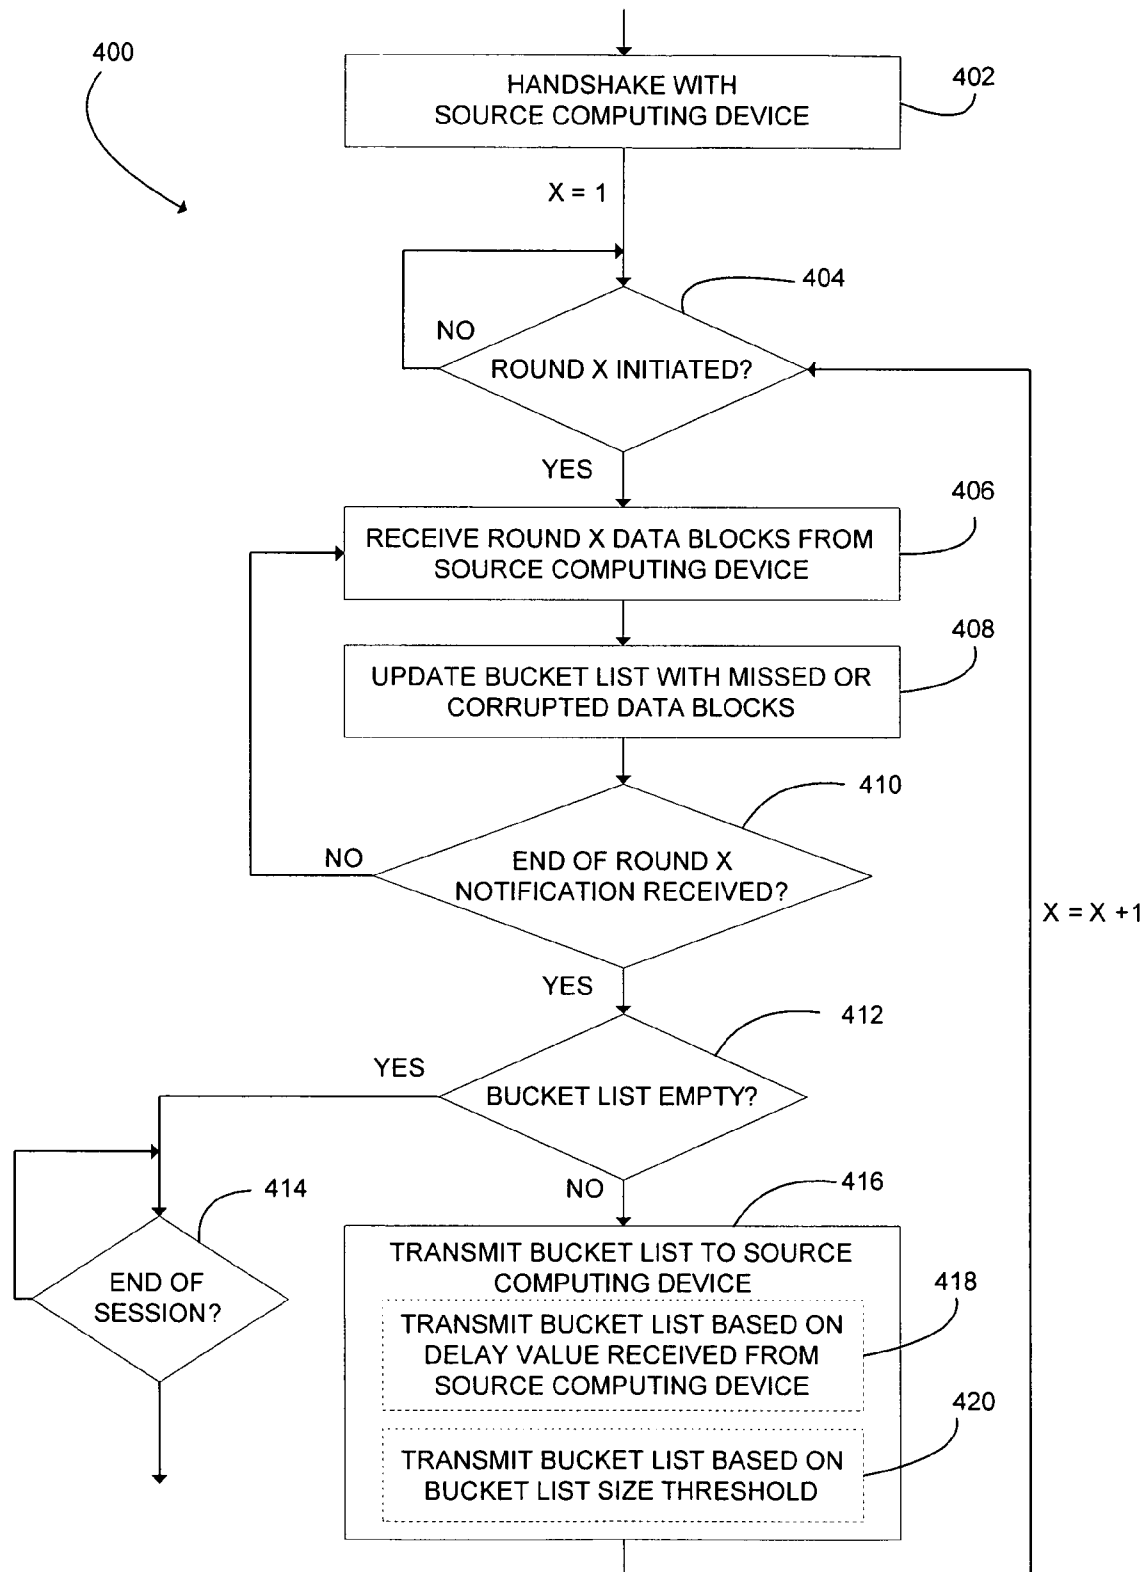 400
HANDSHAKE WITH
SOURCE COMPUTING DEVICE
402
X = 1
404
NO
ROUND X INITIATED?
YES
406
RECEIVE ROUND X DATA BLOCKS FROM
SOURCE COMPUTING DEVICE
408
UPDATE BUCKET LIST WITH MISSED OR
CORRUPTED DATA BLOCKS
410
NO
END OF ROUND X
NOTIFICATION RECEIVED?
X = X +1
YES
412
YES
BUCKET LIST EMPTY?
NO
414
416
END OF
SESSION?
TRANSMIT BUCKET LIST TO SOURCE
COMPUTING DEVICE
418
TRANSMIT BUCKET LIST BASED ON
DELAY VALUE RECEIVED FROM
SOURCE COMPUTING DEVICE
420
TRANSMIT BUCKET LIST BASED ON
BUCKET LIST SIZE THRESHOLD